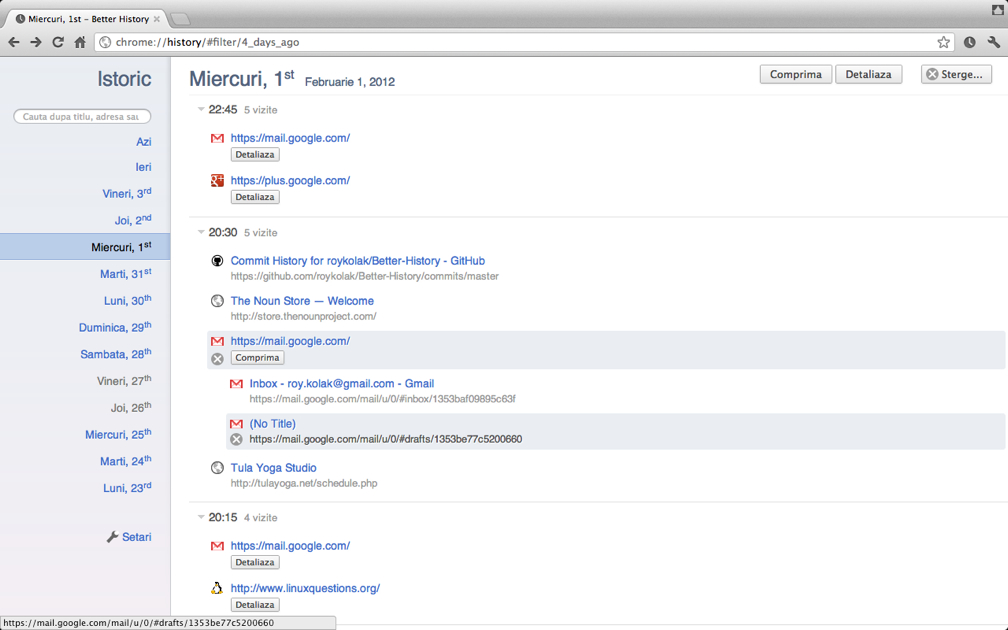 Miercuri, 1st – Better History
chrome://history/#filter/4_days_ago
Istoric
Cauta dupa titlu, adresa sau
Azi
Ieri
Vineri, 3rd
Joi, 2nd
Miercuri, 1st
Marti, 31st
Luni, 30th
Duminica, 29th
Sambata, 28th
Vineri, 27th
Joi, 26th
Miercuri, 25th
Marti, 24th
Luni, 23rd
Setari
Miercuri, 1st Februarie 1, 2012
Comprima Detaliaza Sterge...
22:45 5 vizite
https://mail.google.com/
Detaliaza
https://plus.google.com/
Detaliaza
20:30 5 vizite
Commit History for roykolak/Better-History - GitHub
https://github.com/roykolak/Better-History/commits/master
The Noun Store — Welcome
http://store.thenounproject.com/
https://mail.google.com/
Comprima
Inbox - roy.kolak@gmail.com - Gmail
https://mail.google.com/mail/u/0/#inbox/1353baf09895c63f
(No Title)
https://mail.google.com/mail/u/0/#drafts/1353be77c5200660
Tula Yoga Studio
http://tulayoga.net/schedule.php
20:15 4 vizite
https://mail.google.com/
Detaliaza
http://www.linuxquestions.org/
Detaliaza
https://mail.google.com/mail/u/0/#drafts/1353be77c5200660